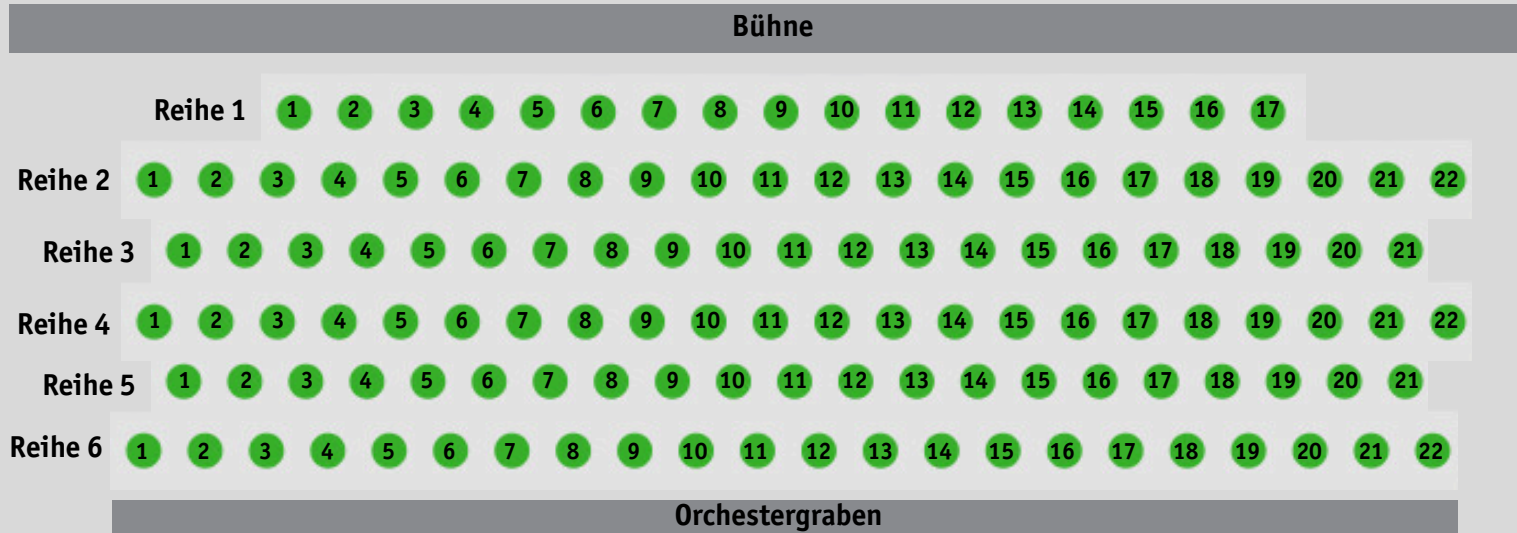 Bühne
Reihe 1 1 2 3 4 5 6 7 8 9 10 11 12 13 14 15 16 17
Reihe 2 1 2 3 4 5 6 7 8 9 10 11 12 13 14 15 16 17 18 19 20 21 22
Reihe 3 1 2 3 4 5 6 7 8 9 10 11 12 13 14 15 16 17 18 19 20 21
Reihe 4 1 2 3 4 5 6 7 8 9 10 11 12 13 14 15 16 17 18 19 20 21 22
Reihe 5 1 2 3 4 5 6 7 8 9 10 11 12 13 14 15 16 17 18 19 20 21
Reihe 6 1 2 3 4 5 6 7 8 9 10 11 12 13 14 15 16 17 18 19 20 21 22
Orchestergraben